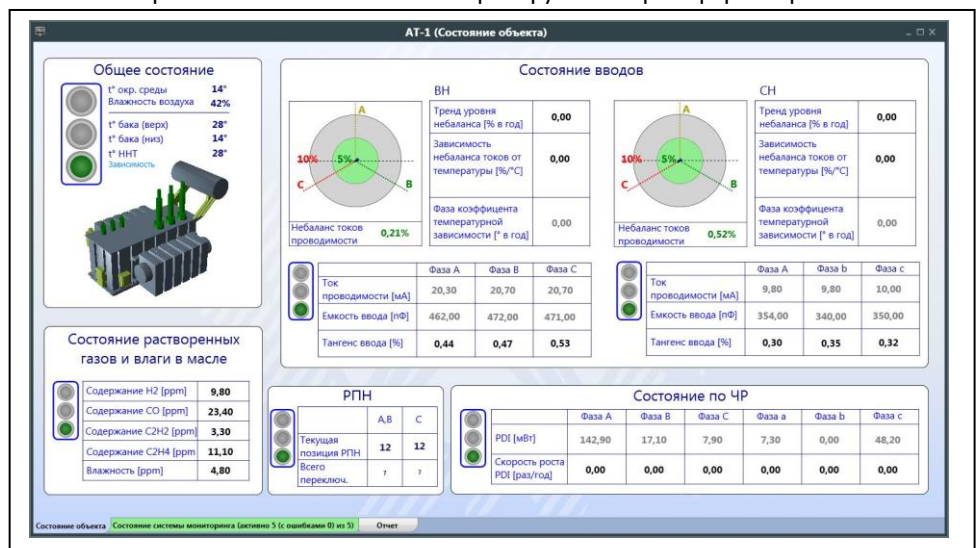 АТ-1 (Состояние объекта)
Общее состояние
t° окр. среды 14°
Влажность воздуха 42%
t° бака (верх) 28°
t° бака (низ) 14°
t° ННТ 28°
Зависимость
Состояние вводов
ВН
A
10% 5%
C
B
Небаланс токов
проводимости 0,21%
Тренд уровня
небаланса [% в год] 0,00
Зависимость
небаланса токов от
температуры [%/°C] 0,00
Фаза коэффицента
температурной
зависимости [° в год] 0,00
Фаза А Фаза В Фаза С
Ток
проводимости [мА] 20,30 20,70 20,70
Емкость ввода [пФ] 462,00 472,00 471,00
Тангенс ввода [%] 0,44 0,47 0,53
СН
A
10% 5%
C
B
Небаланс токов
проводимости 0,52%
Тренд уровня
небаланса [% в год] 0,00
Зависимость
небаланса токов от
температуры [%/°C] 0,00
Фаза коэффицента
температурной
зависимости [° в год] 0,00
Фаза А Фаза b Фаза с
Ток
проводимости [мА] 9,80 9,80 10,00
Емкость ввода [пФ] 354,00 340,00 350,00
Тангенс ввода [%] 0,30 0,35 0,32
Состояние растворенных
газов и влаги в масле
Содержание H2 [ppm] 9,80
Содержание CO [ppm] 23,40
Содержание C2H2 [ppm] 3,30
Содержание C2H4 [ppm 11,10
Влажность [ppm] 4,80
РПН
А,В С
Текущая
позиция РПН 12 12
Всего
переключ. ? ?
Состояние по ЧР
Фаза А Фаза В Фаза С Фаза а Фаза b Фаза с
PDI [мВт] 142,90 17,10 7,90 7,30 0,00 48,20
Скорость роста
PDI [раз/год] 0,00 0,00 0,00 0,00 0,00 0,00
Состояние объекта Состояние системы мониторинга (активно 5 (с ошибками 0) из 5) Отчет